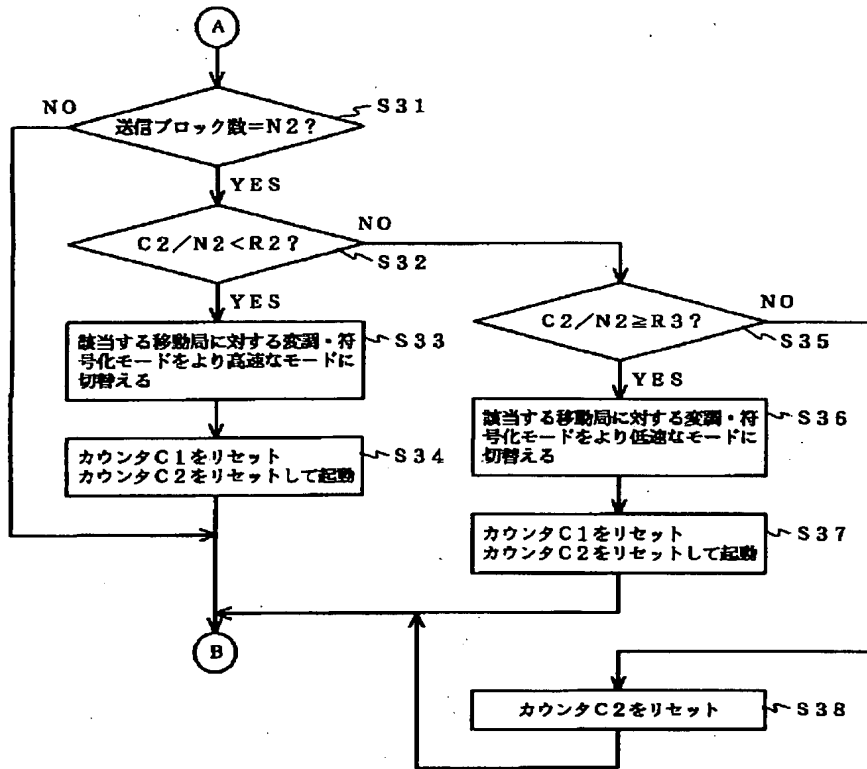 A
NO
送信ブロック数=N2?
S31
YES
C2/N2<R2?
NO
S32
YES
該当する移動局に対する変調・符
号化モードをより高速なモードに
切替える
S33
カウンタC1をリセット
カウンタC2をリセットして起動
S34
C2/N2≧R3?
NO
S35
YES
該当する移動局に対する変調・符
号化モードをより低速なモードに
切替える
S36
カウンタC1をリセット
カウンタC2をリセットして起動
S37
B
カウンタC2をリセット
S38